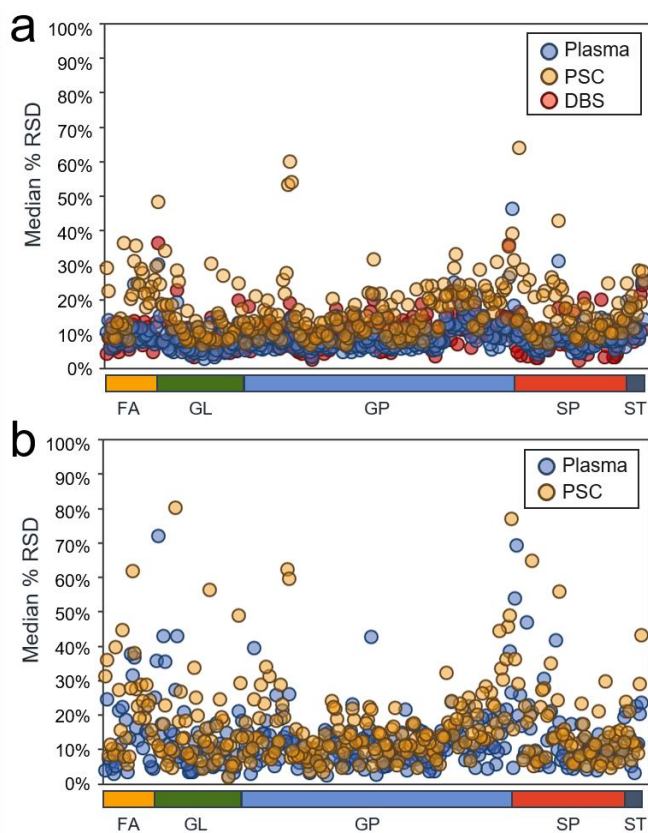 a
100%
90%
80%
70%
60%
50%
40%
30%
20%
10%
0%
Median % RSD
Plasma
PSC
DBS
FA GL GP SP ST
b
100%
90%
80%
70%
60%
50%
40%
30%
20%
10%
0%
Median % RSD
Plasma
PSC
FA GL GP SP ST